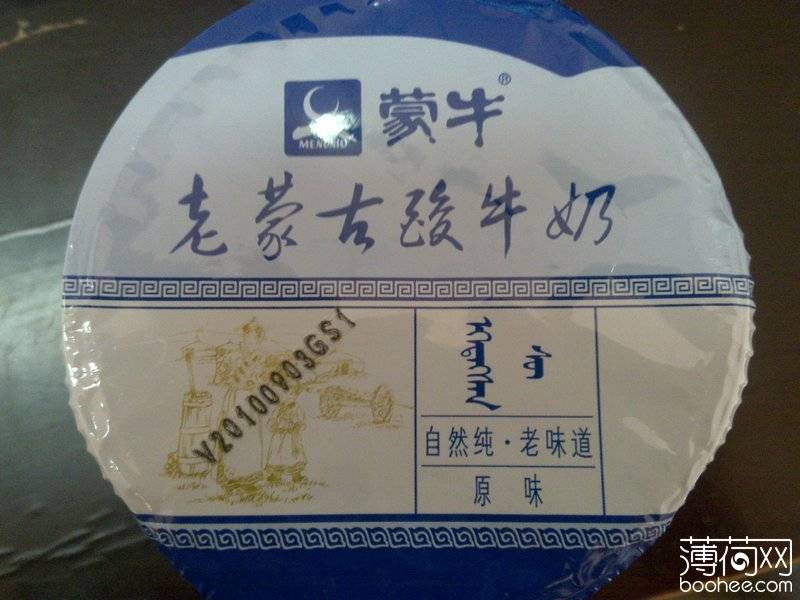 蒙牛®
MENGNIU
老蒙古酸牛奶
V20100903GS1
自然纯·老味道
原味
薄荷网
boohee.com